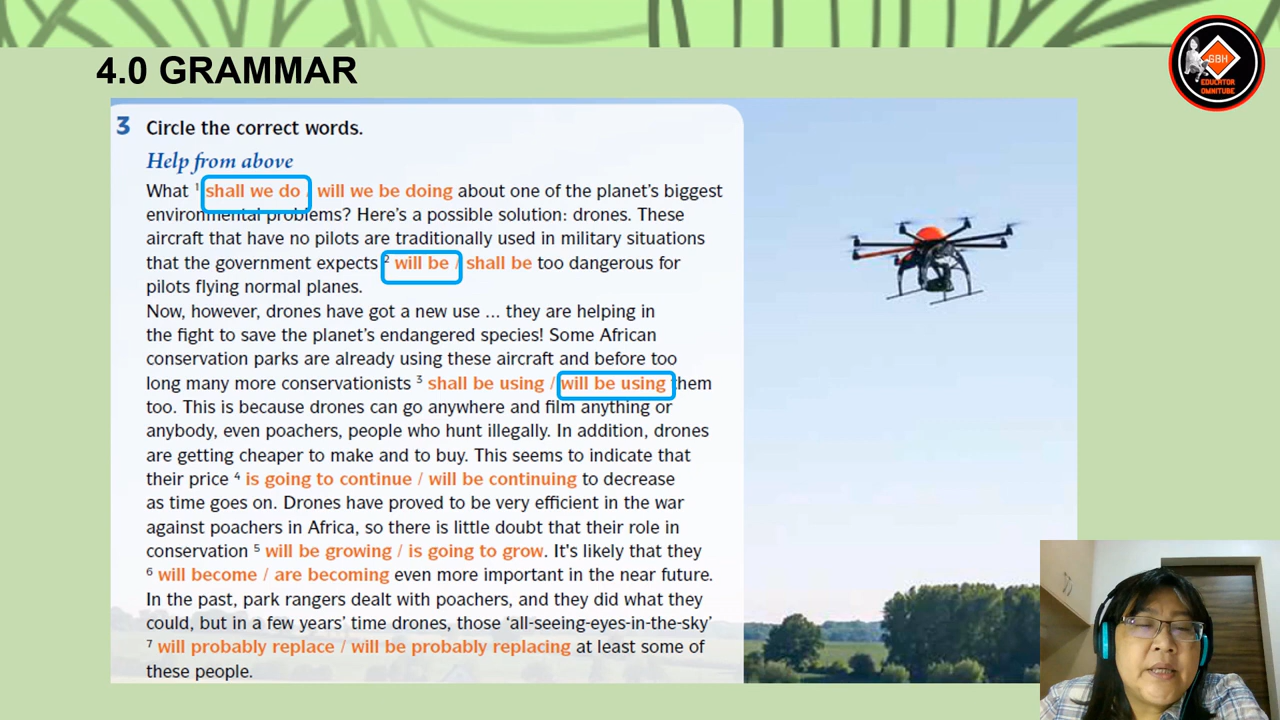 4.0 GRAMMAR
GBH
EDUCATOR
OMNITUBE
3 Circle the correct words.
Help from above
What 1 shall we do / will we be doing about one of the planet's biggest
environmental problems? Here's a possible solution: drones. These
aircraft that have no pilots are traditionally used in military situations
that the government expects 2 will be / shall be too dangerous for
pilots flying normal planes.
Now, however, drones have got a new use ... they are helping in
the fight to save the planet's endangered species! Some African
conservation parks are already using these aircraft and before too
long many more conservationists 3 shall be using / will be using them
too. This is because drones can go anywhere and film anything or
anybody, even poachers, people who hunt illegally. In addition, drones
are getting cheaper to make and to buy. This seems to indicate that
their price 4 is going to continue / will be continuing to decrease
as time goes on. Drones have proved to be very efficient in the war
against poachers in Africa, so there is little doubt that their role in
conservation 5 will be growing / is going to grow. It's likely that they
6 will become / are becoming even more important in the near future.
In the past, park rangers dealt with poachers, and they did what they
could, but in a few years' time drones, those 'all-seeing-eyes-in-the-sky'
7 will probably replace / will be probably replacing at least some of
these people.